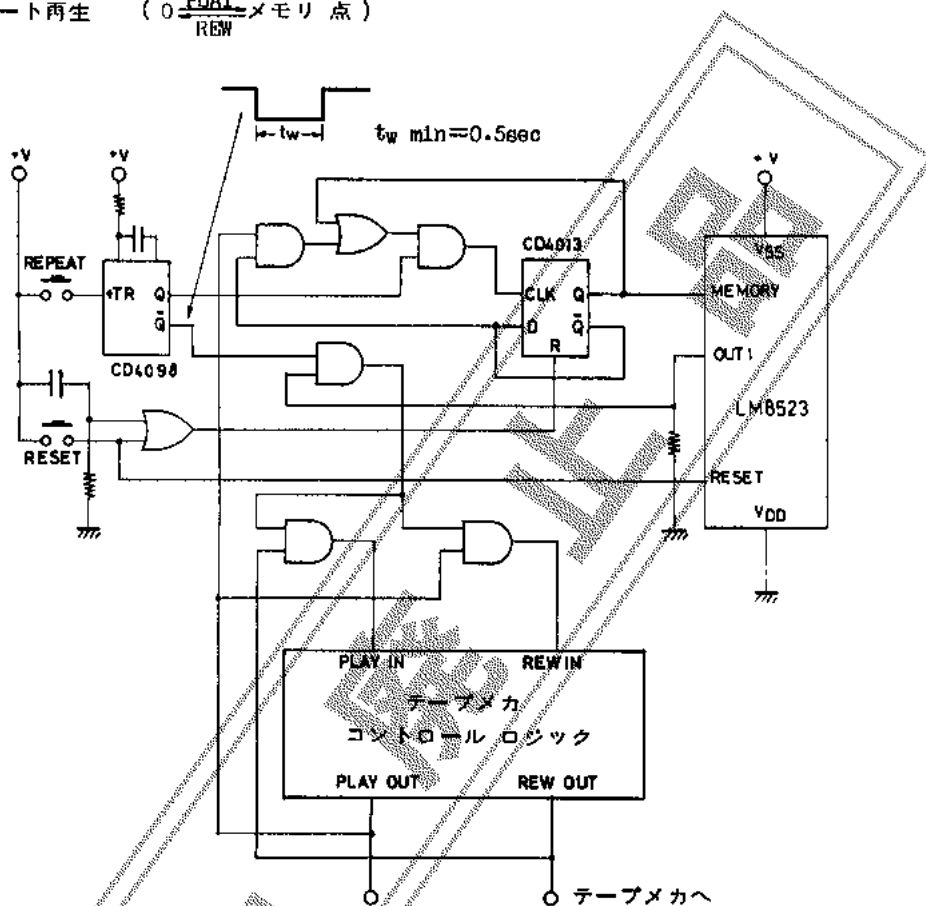 ート再生 ( 0 メモリ 点 )
REW
tw
tw min=0.5sec
+V
+V
+V
REPEAT
+TR
Q
Q̄
CD4098
CD4013
CLK
Q
D
Q̄
R
VSS
MEMORY
OUT1
LM8523
RESET
VDD
RESET
PLAY IN
REW IN
テープメカ
コントロール ロジック
PLAY OUT
REW OUT
テープメカへ